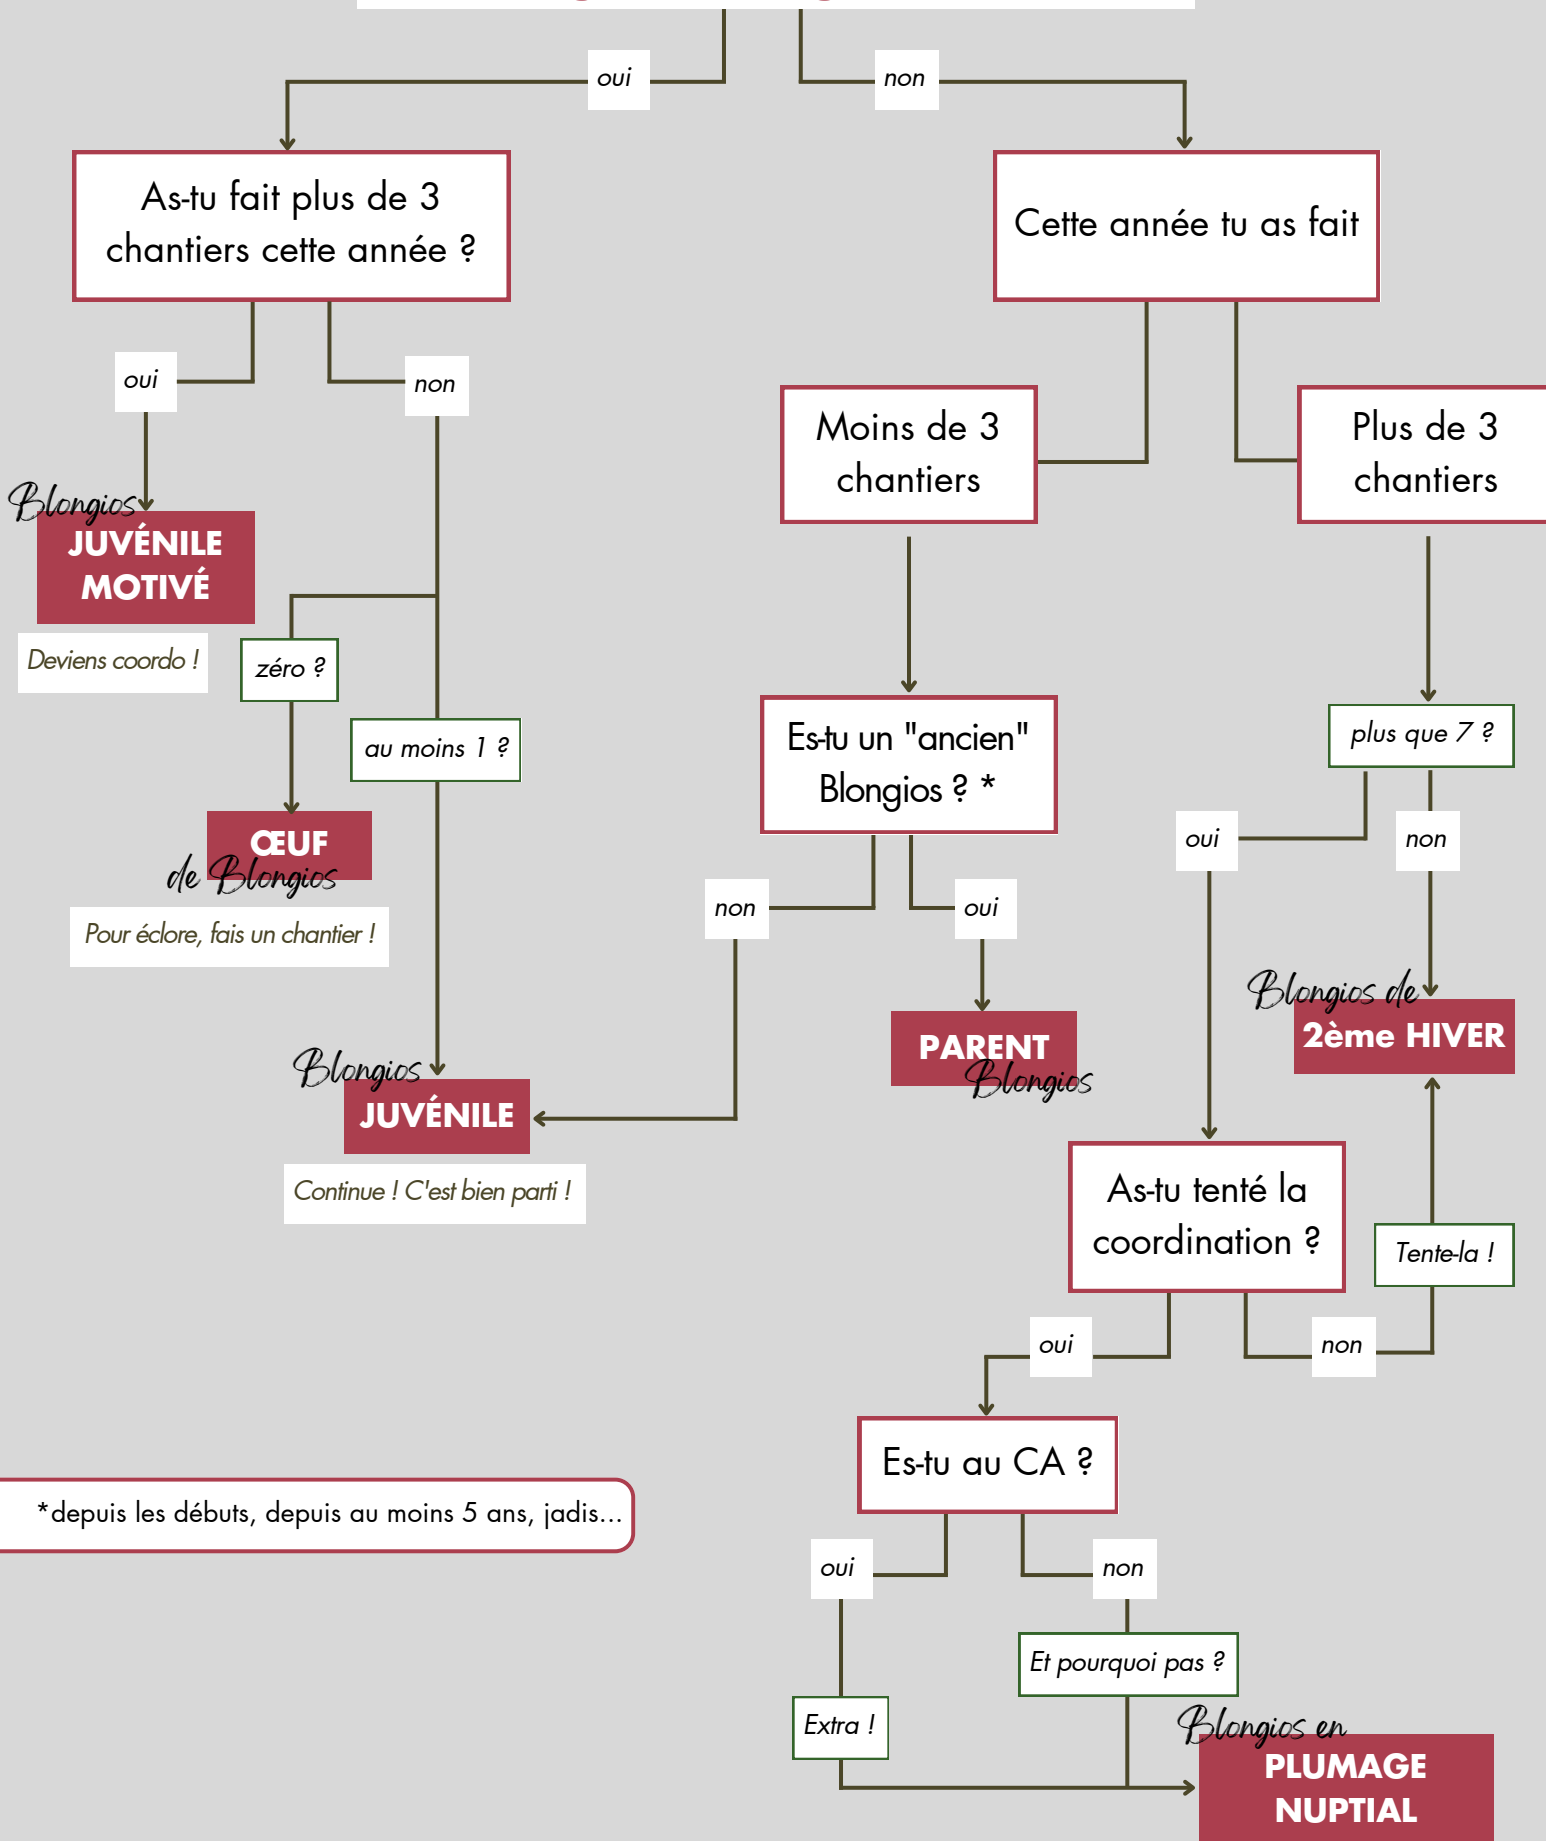 oui
non
As-tu fait plus de 3
chantiers cette année ?
Cette année tu as fait
oui
non
Moins de 3
chantiers
Plus de 3
chantiers
Blongios
JUVÉNILE
MOTIVÉ
Deviens coordo !
zéro ?
au moins 1 ?
Es-tu un "ancien"
Blongios ? *
plus que 7 ?
oui
non
ŒUF
de Blongios
Pour éclore, fais un chantier !
non
oui
Blongios de
2ème HIVER
PARENT
Blongios
Blongios
JUVÉNILE
Continue ! C'est bien parti !
As-tu tenté la
coordination ?
Tente-la !
oui
non
Es-tu au CA ?
*depuis les débuts, depuis au moins 5 ans, jadis...
oui
non
Et pourquoi pas ?
Extra !
Blongios en
PLUMAGE
NUPTIAL